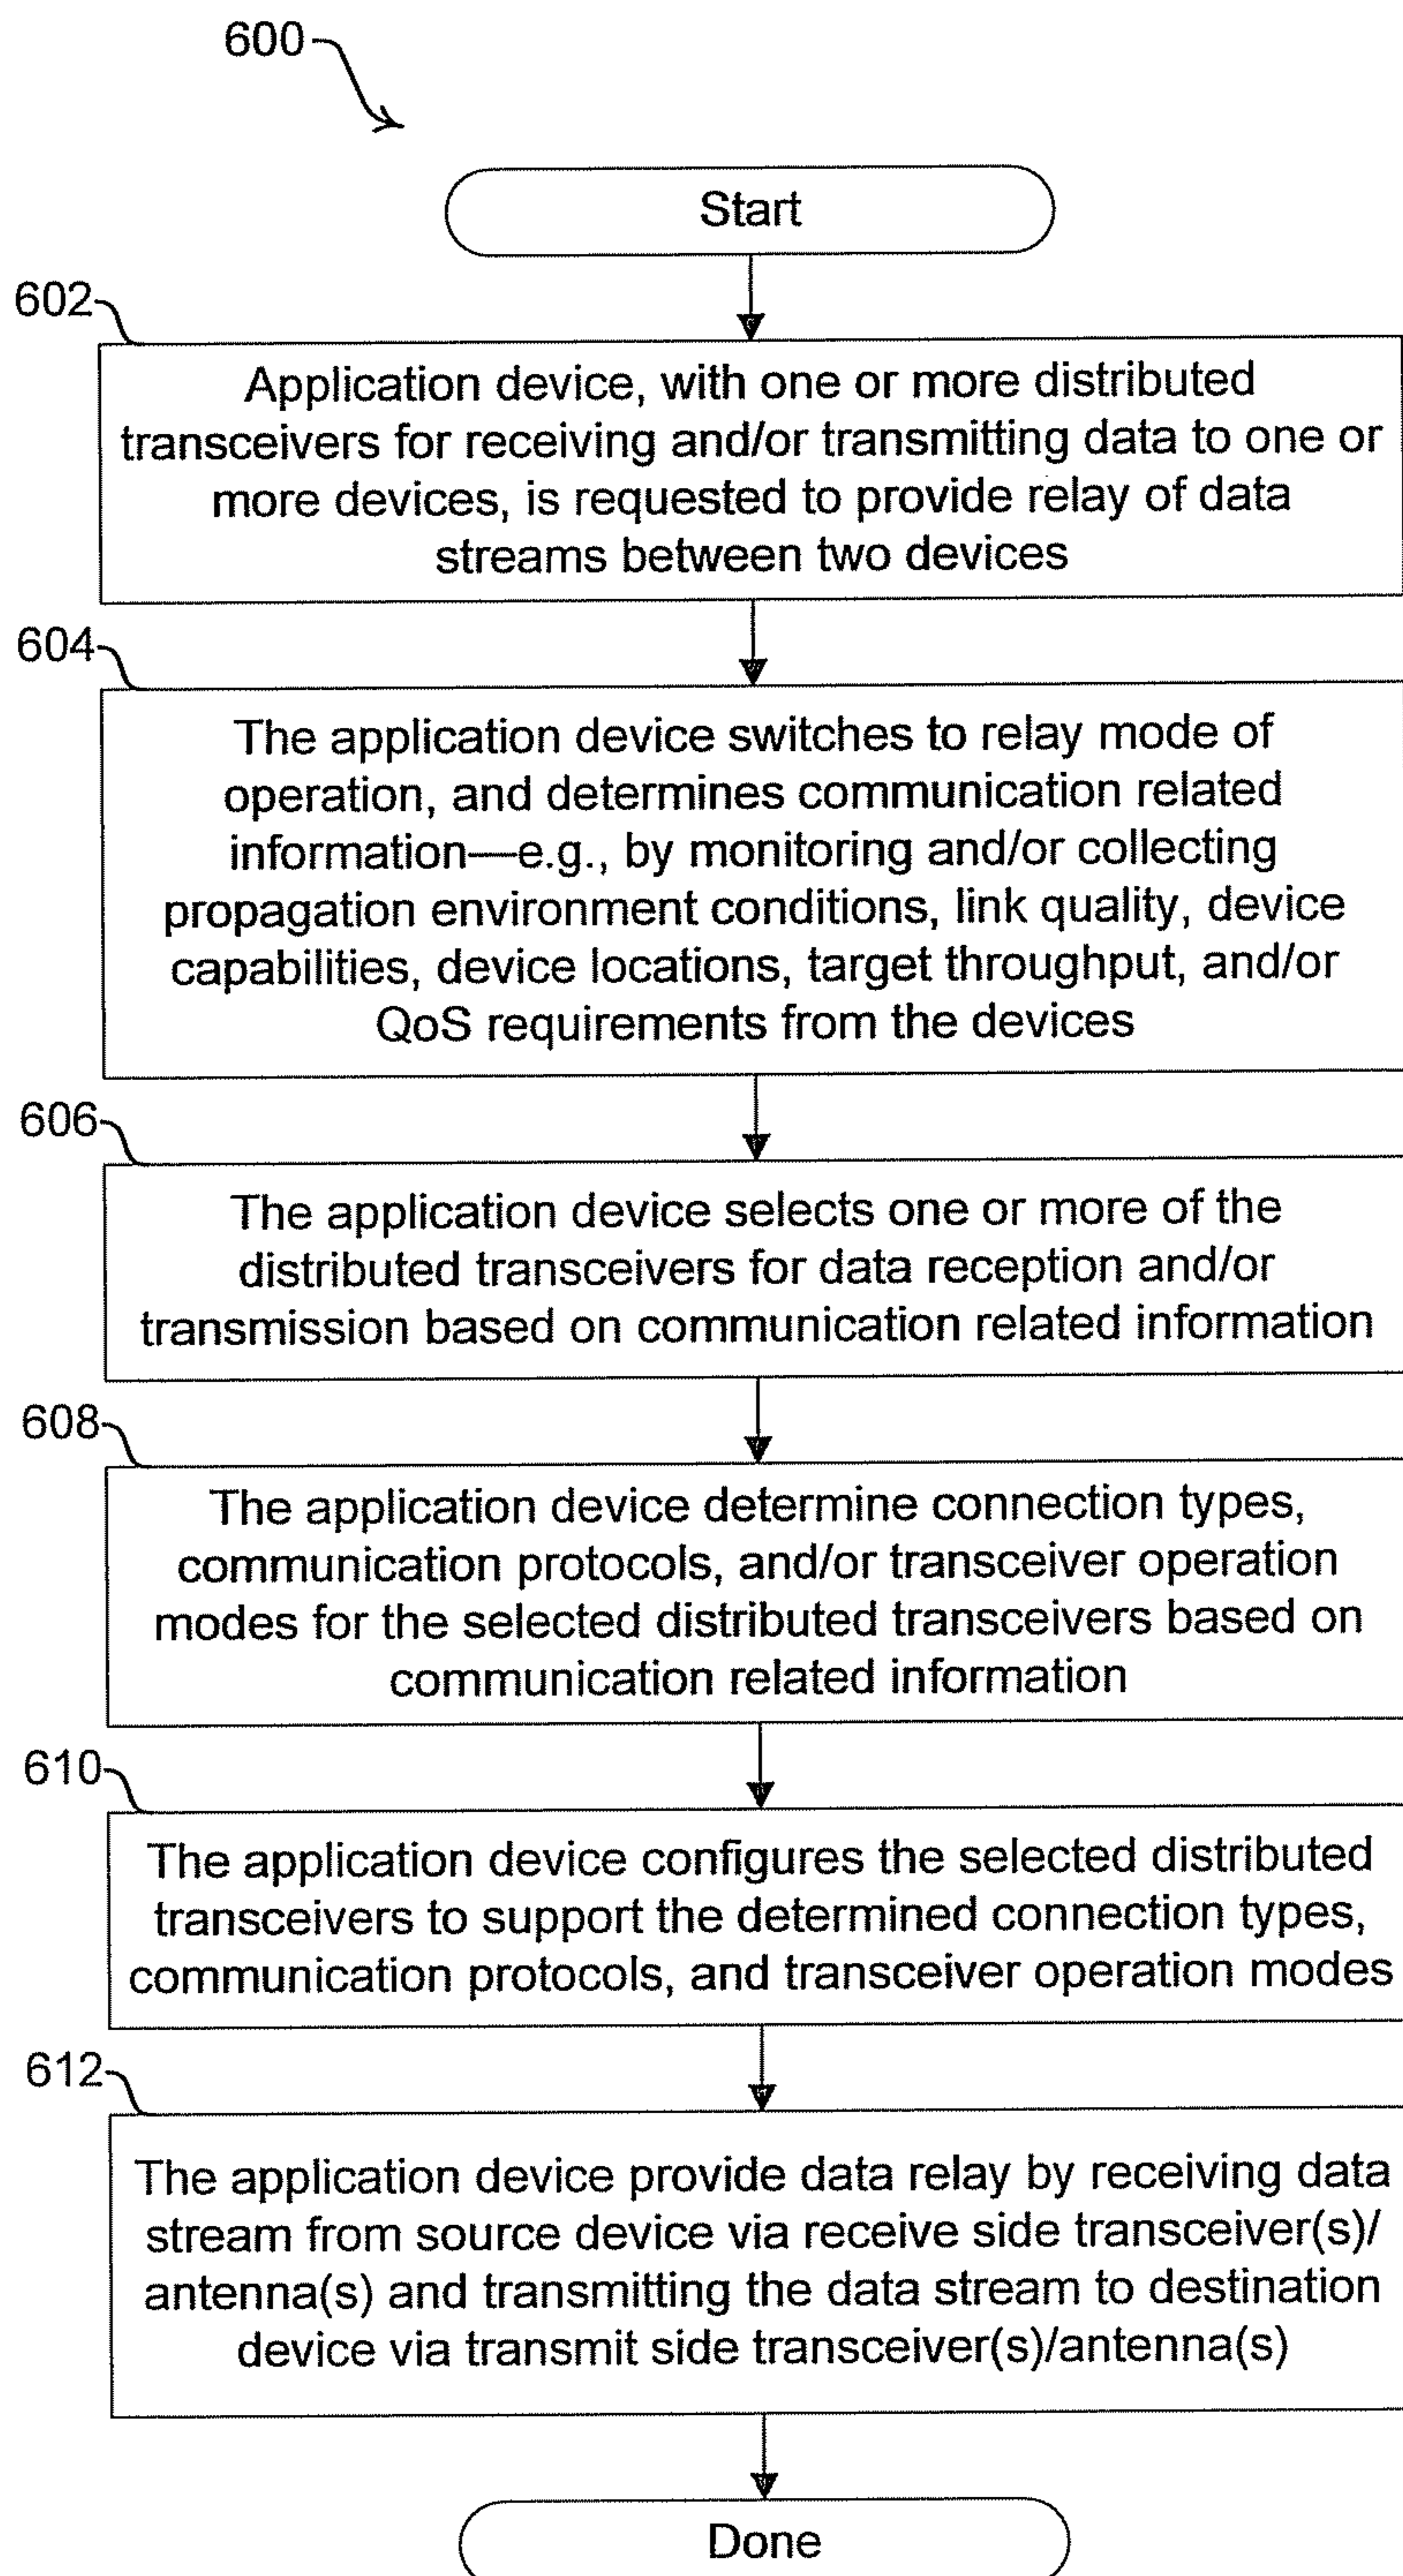 600
Start
602
Application device, with one or more distributed
transceivers for receiving and/or transmitting data to one or
more devices, is requested to provide relay of data
streams between two devices
604
The application device switches to relay mode of
operation, and determines communication related
information—e.g., by monitoring and/or collecting
propagation environment conditions, link quality, device
capabilities, device locations, target throughput, and/or
QoS requirements from the devices
606
The application device selects one or more of the
distributed transceivers for data reception and/or
transmission based on communication related information
608
The application device determine connection types,
communication protocols, and/or transceiver operation
modes for the selected distributed transceivers based on
communication related information
610
The application device configures the selected distributed
transceivers to support the determined connection types,
communication protocols, and transceiver operation modes
612
The application device provide data relay by receiving data
stream from source device via receive side transceiver(s)/
antenna(s) and transmitting the data stream to destination
device via transmit side transceiver(s)/antenna(s)
Done